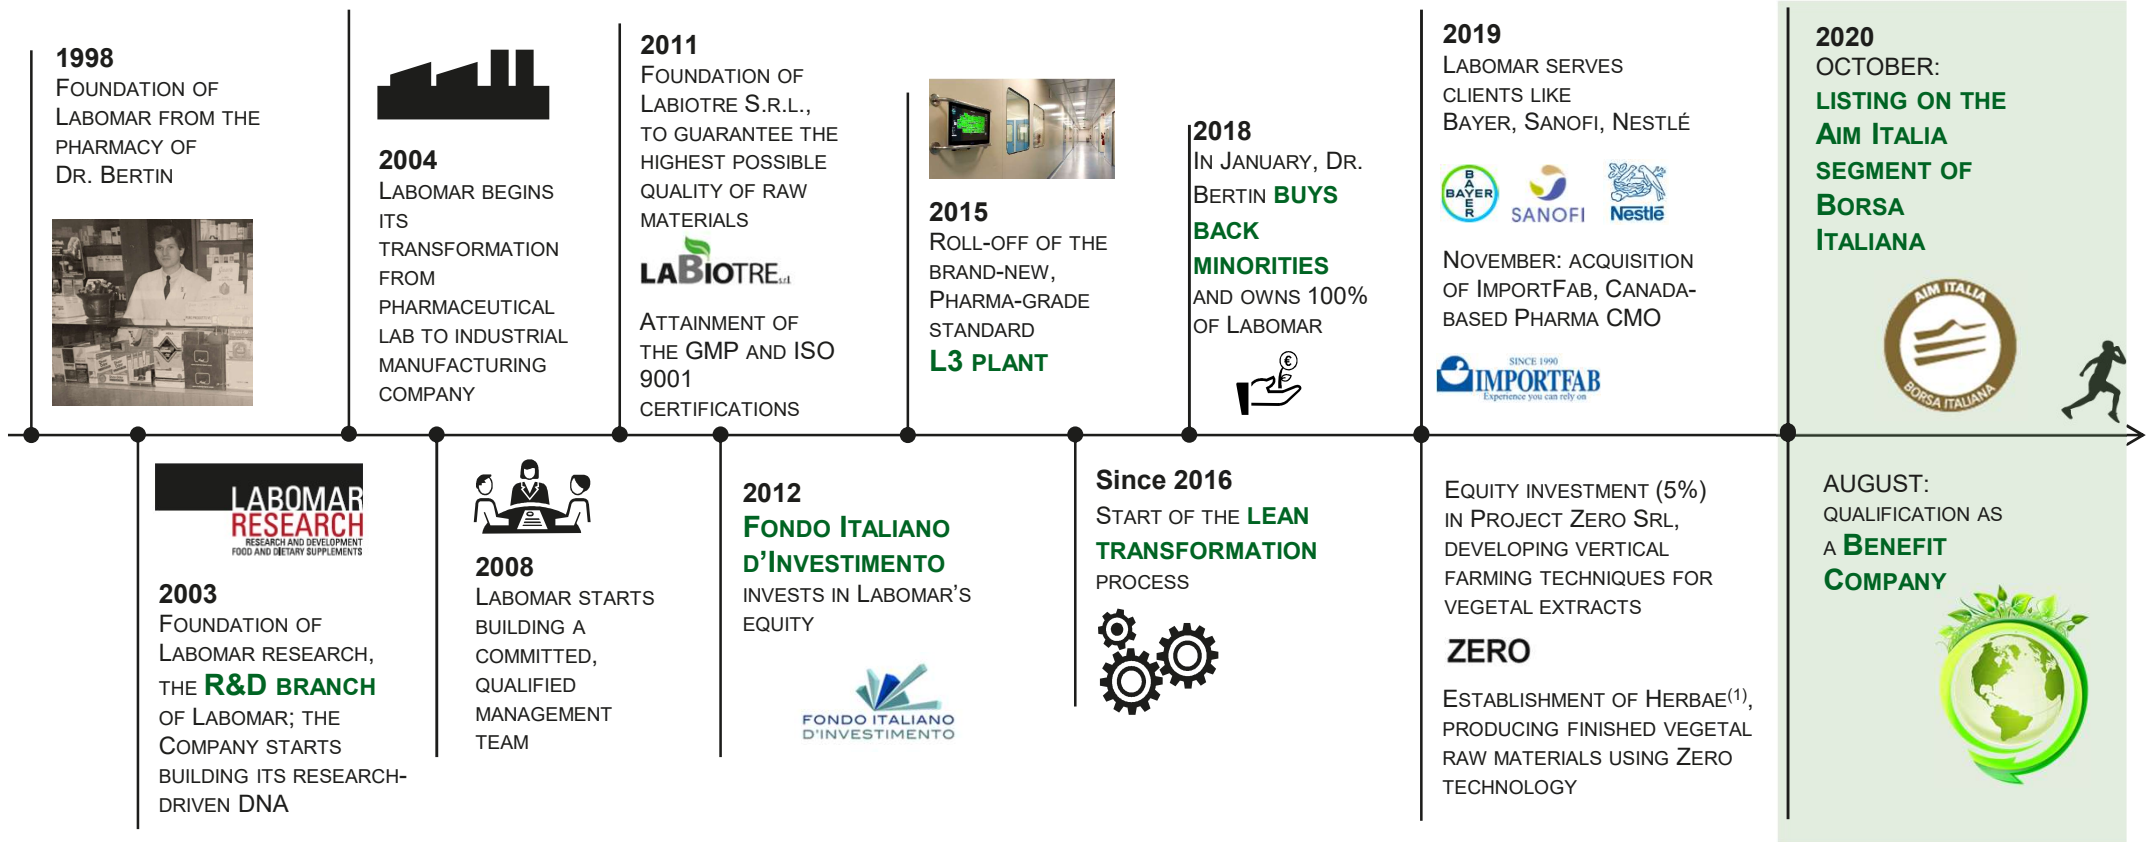 1998
FOUNDATION OF
LABOMAR FROM THE
PHARMACY OF
DR. BERTIN
LABOMAR
RESEARCH
RESEARCH AND DEVELOPMENT
FOOD AND DIETARY SUPPLEMENTS
2003
FOUNDATION OF
LABOMAR RESEARCH,
THE R&D BRANCH
OF LABOMAR; THE
COMPANY STARTS
BUILDING ITS RESEARCH-
DRIVEN DNA
2004
LABOMAR BEGINS
ITS
TRANSFORMATION
FROM
PHARMACEUTICAL
LAB TO INDUSTRIAL
MANUFACTURING
COMPANY
2008
LABOMAR STARTS
BUILDING A
COMMITTED,
QUALIFIED
MANAGEMENT
TEAM
2011
FOUNDATION OF
LABIOTRE S.R.L.,
TO GUARANTEE THE
HIGHEST POSSIBLE
QUALITY OF RAW
MATERIALS
LABIOTRE s.r.l.
ATTAINMENT OF
THE GMP AND ISO
9001
CERTIFICATIONS
2012
FONDO ITALIANO
D’INVESTIMENTO
INVESTS IN LABOMAR’S
EQUITY
FONDO ITALIANO
D'INVESTIMENTO
2015
ROLL-OFF OF THE
BRAND-NEW,
PHARMA-GRADE
STANDARD
L3 PLANT
Since 2016
START OF THE LEAN
TRANSFORMATION
PROCESS
2018
IN JANUARY, DR.
BERTIN BUYS
BACK
MINORITIES
AND OWNS 100%
OF LABOMAR
€
2019
LABOMAR SERVES
CLIENTS LIKE
BAYER, SANOFI, NESTLÉ
BAYER
BAYER
SANOFI
Nestlé
NOVEMBER: ACQUISITION
OF IMPORTFAB, CANADA-
BASED PHARMA CMO
SINCE 1990
IMPORTFAB
Experience you can rely on
EQUITY INVESTMENT (5%)
IN PROJECT ZERO SRL,
DEVELOPING VERTICAL
FARMING TECHNIQUES FOR
VEGETAL EXTRACTS
ZERO
ESTABLISHMENT OF HERBAE(1),
PRODUCING FINISHED VEGETAL
RAW MATERIALS USING ZERO
TECHNOLOGY
2020
OCTOBER:
LISTING ON THE
AIM ITALIA
SEGMENT OF
BORSA
ITALIANA
AIM ITALIA
BORSA ITALIANA
AUGUST:
QUALIFICATION AS
A BENEFIT
COMPANY